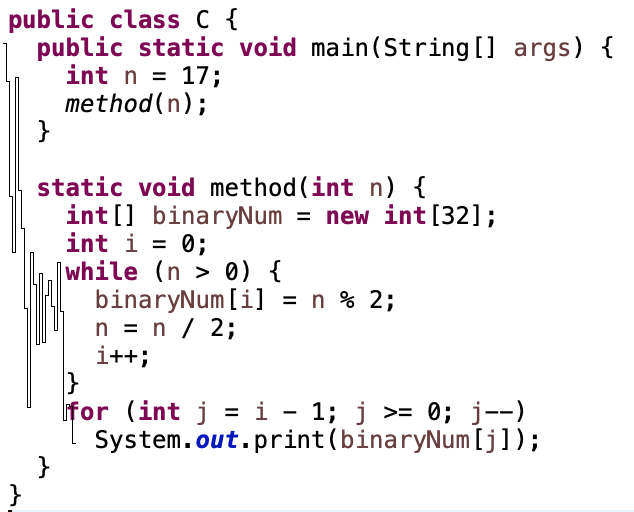 public class C {
  public static void main(String[] args) {
    int n = 17;
    method(n);
  }

  static void method(int n) {
    int[] binaryNum = new int[32];
    int i = 0;
    while (n > 0) {
      binaryNum[i] = n % 2;
      n = n / 2;
      i++;
    }
    for (int j = i - 1; j >= 0; j--)
      System.out.print(binaryNum[j]);
  }
}